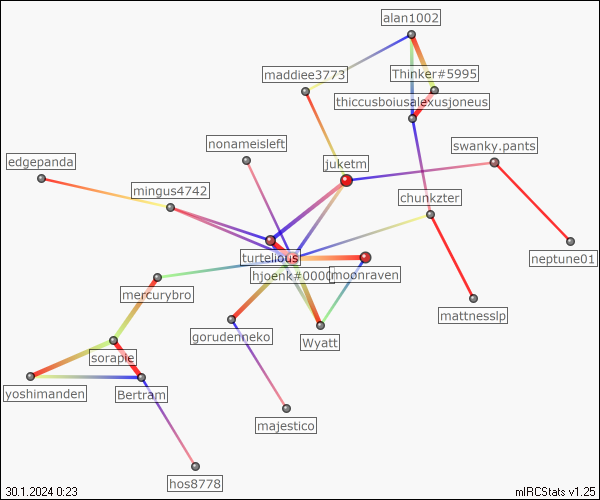 alan1002
maddiee3773
Thinker#5995
thiccusboiusalexusjoneus
nonameisleft
swanky.pants
edgepanda
juketm
mingus4742
chunkzter
turtelious
neptune01
hjoenk#0000
moonraven
mercurybro
mattnesslp
gorudenneko
Wyatt
sorapie
yoshimanden
Bertram
majestico
hos8778
30.1.2024 0:23
mIRCStats v1.25